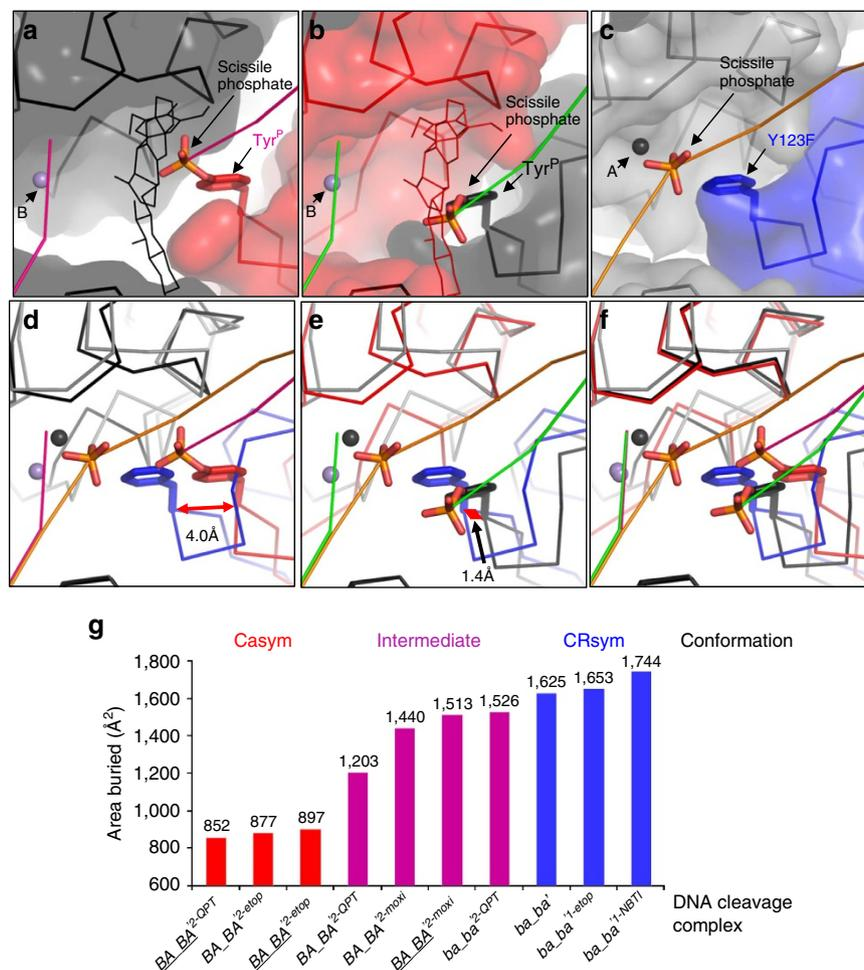 a
Scissile
phosphate
TyrP
B
b
Scissile
phosphate
TyrP
B
c
Scissile
phosphate
Y123F
A
d
4.0Å
e
1.4Å
f
g
Casym Intermediate CRsym Conformation
Area buried (Å2)
1,800
1,600
1,400
1,200
1,000
800
600
852
877
897
1,203
1,440
1,513
1,526
1,625
1,653
1,744
BA_BA'2-QPT
BA_BA'2-etop
BA_BA'2-etop
BA_BA'2-QPT
BA_BA'2-moxi
BA_BA'2-moxi
ba_ba'2-QPT
ba_ba'
ba_ba'1-etop
ba_ba'1-NBTI
DNA cleavage
complex